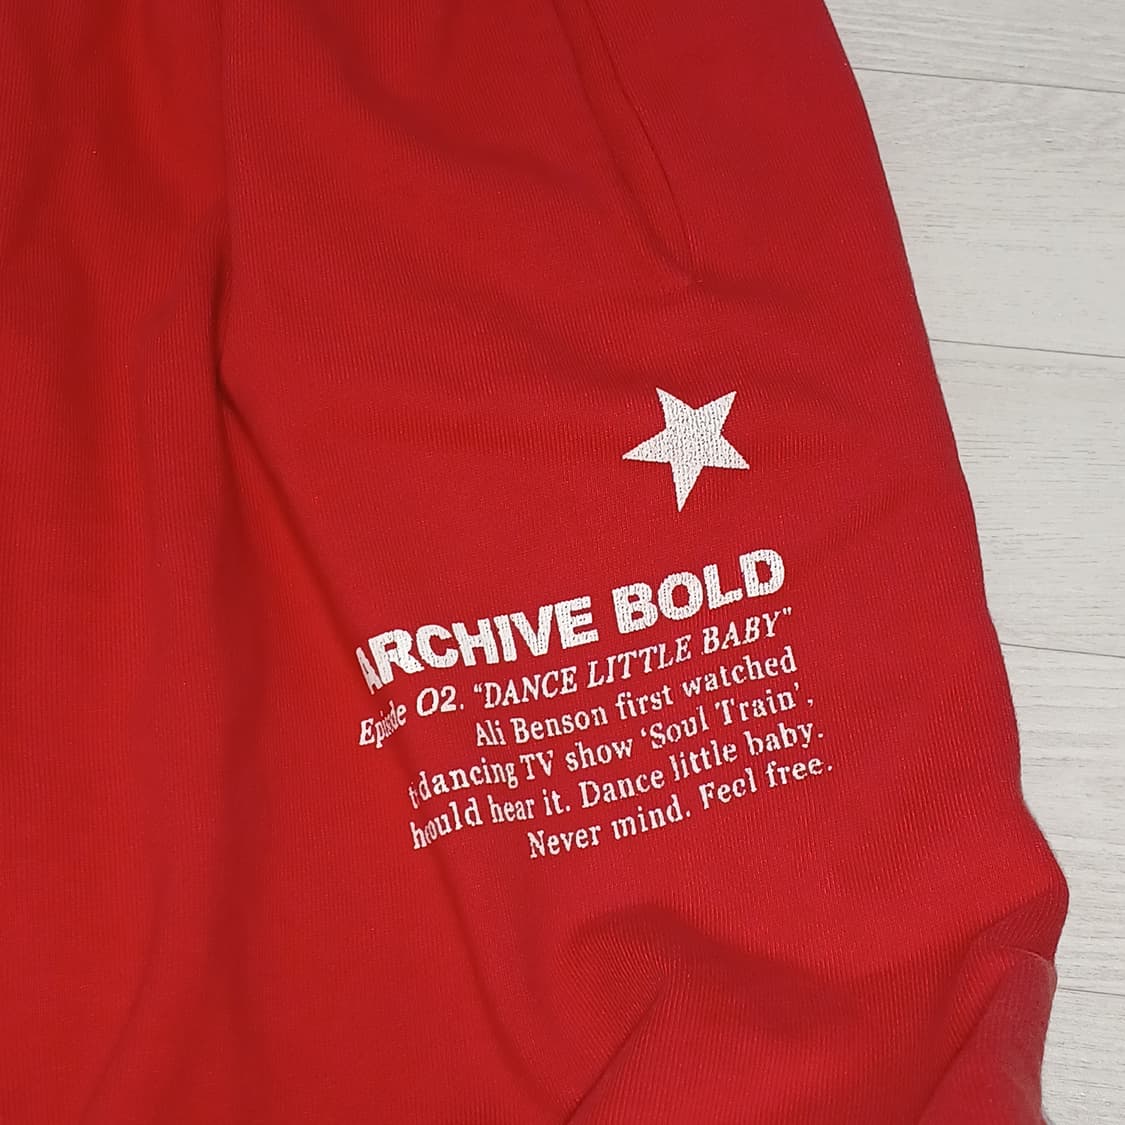 ARCHIVE BOLD
Episode 02. “DANCE LITTLE BABY”
Ali Benson first watched
dancing TV show ‘Soul Train’,
could hear it. Dance little baby.
Never mind. Feel free.